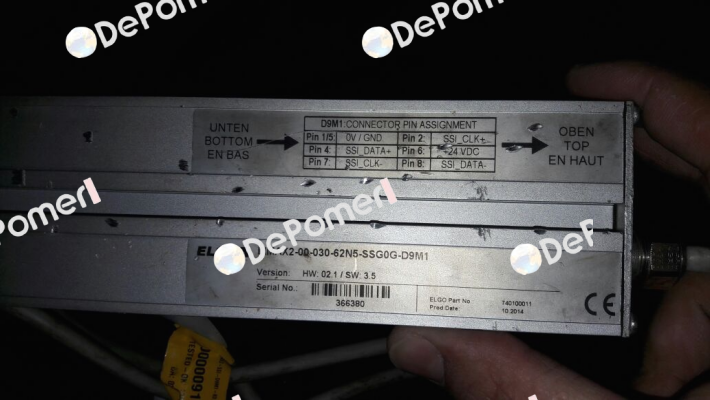 DePomerl
DePomerl
D9M1:CONNECTOR PIN ASSIGNMENT
UNTEN
BOTTOM
EN BAS
Pin 1/5: 0V / GND Pin 2: SSI_CLK+
Pin 4: SSI_DATA+ Pin 6: +24 VDC
Pin 7: SSI_CLK- Pin 8: SSI_DATA-
OBEN
TOP
EN HAUT
DePomerl
DePomerl
X2-00-030-62N5-SSG0G-D9M1
Version: HW: 02.1 / SW: 3.5
Serial No.:
366380
ELGO Part No 740100011
Prod Date: 10.2014
CE
DePomerl
DePomerl